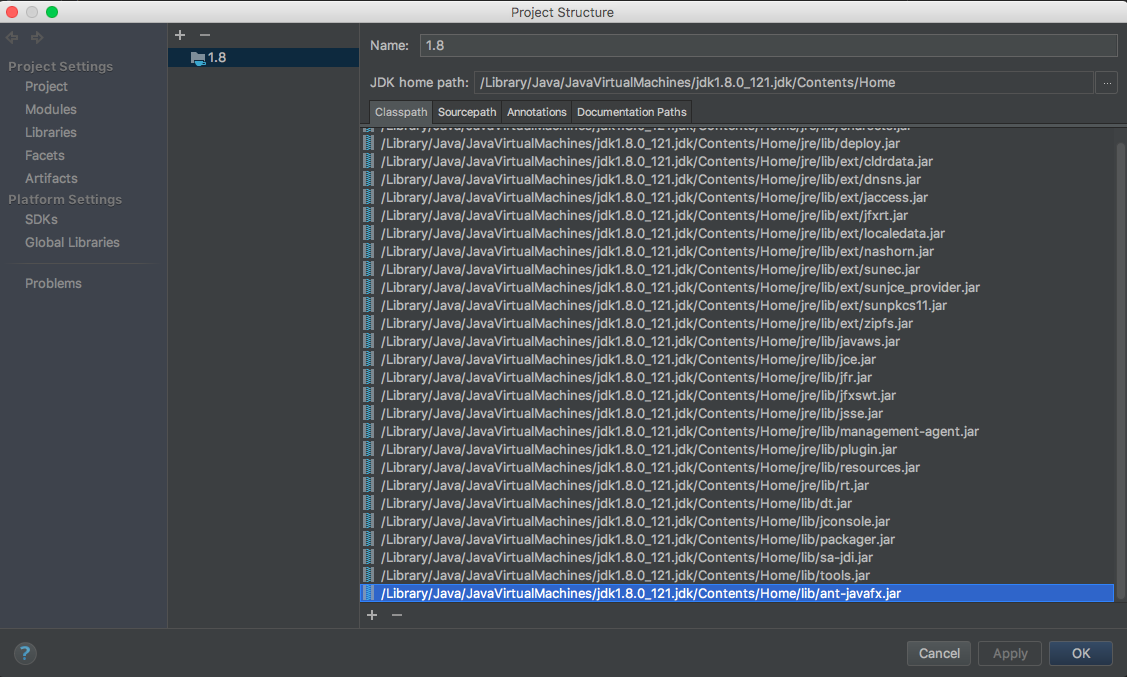 Project Structure
Project Settings
Project
Modules
Libraries
Facets
Artifacts
Platform Settings
SDKs
Global Libraries
Problems
1.8
Name: 1.8
JDK home path: /Library/Java/JavaVirtualMachines/jdk1.8.0_121.jdk/Contents/Home ...
Classpath Sourcepath Annotations Documentation Paths
/Library/Java/JavaVirtualMachines/jdk1.8.0_121.jdk/Contents/Home/jre/lib/charsets.jar
/Library/Java/JavaVirtualMachines/jdk1.8.0_121.jdk/Contents/Home/jre/lib/deploy.jar
/Library/Java/JavaVirtualMachines/jdk1.8.0_121.jdk/Contents/Home/jre/lib/ext/cldrdata.jar
/Library/Java/JavaVirtualMachines/jdk1.8.0_121.jdk/Contents/Home/jre/lib/ext/dnsns.jar
/Library/Java/JavaVirtualMachines/jdk1.8.0_121.jdk/Contents/Home/jre/lib/ext/jaccess.jar
/Library/Java/JavaVirtualMachines/jdk1.8.0_121.jdk/Contents/Home/jre/lib/ext/jfxrt.jar
/Library/Java/JavaVirtualMachines/jdk1.8.0_121.jdk/Contents/Home/jre/lib/ext/localedata.jar
/Library/Java/JavaVirtualMachines/jdk1.8.0_121.jdk/Contents/Home/jre/lib/ext/nashorn.jar
/Library/Java/JavaVirtualMachines/jdk1.8.0_121.jdk/Contents/Home/jre/lib/ext/sunec.jar
/Library/Java/JavaVirtualMachines/jdk1.8.0_121.jdk/Contents/Home/jre/lib/ext/sunjce_provider.jar
/Library/Java/JavaVirtualMachines/jdk1.8.0_121.jdk/Contents/Home/jre/lib/ext/sunpkcs11.jar
/Library/Java/JavaVirtualMachines/jdk1.8.0_121.jdk/Contents/Home/jre/lib/ext/zipfs.jar
/Library/Java/JavaVirtualMachines/jdk1.8.0_121.jdk/Contents/Home/jre/lib/javaws.jar
/Library/Java/JavaVirtualMachines/jdk1.8.0_121.jdk/Contents/Home/jre/lib/jce.jar
/Library/Java/JavaVirtualMachines/jdk1.8.0_121.jdk/Contents/Home/jre/lib/jfr.jar
/Library/Java/JavaVirtualMachines/jdk1.8.0_121.jdk/Contents/Home/jre/lib/jfxswt.jar
/Library/Java/JavaVirtualMachines/jdk1.8.0_121.jdk/Contents/Home/jre/lib/jsse.jar
/Library/Java/JavaVirtualMachines/jdk1.8.0_121.jdk/Contents/Home/jre/lib/management-agent.jar
/Library/Java/JavaVirtualMachines/jdk1.8.0_121.jdk/Contents/Home/jre/lib/plugin.jar
/Library/Java/JavaVirtualMachines/jdk1.8.0_121.jdk/Contents/Home/jre/lib/resources.jar
/Library/Java/JavaVirtualMachines/jdk1.8.0_121.jdk/Contents/Home/jre/lib/rt.jar
/Library/Java/JavaVirtualMachines/jdk1.8.0_121.jdk/Contents/Home/lib/dt.jar
/Library/Java/JavaVirtualMachines/jdk1.8.0_121.jdk/Contents/Home/lib/jconsole.jar
/Library/Java/JavaVirtualMachines/jdk1.8.0_121.jdk/Contents/Home/lib/packager.jar
/Library/Java/JavaVirtualMachines/jdk1.8.0_121.jdk/Contents/Home/lib/sa-jdi.jar
/Library/Java/JavaVirtualMachines/jdk1.8.0_121.jdk/Contents/Home/lib/tools.jar
/Library/Java/JavaVirtualMachines/jdk1.8.0_121.jdk/Contents/Home/lib/ant-javafx.jar
? Cancel Apply OK